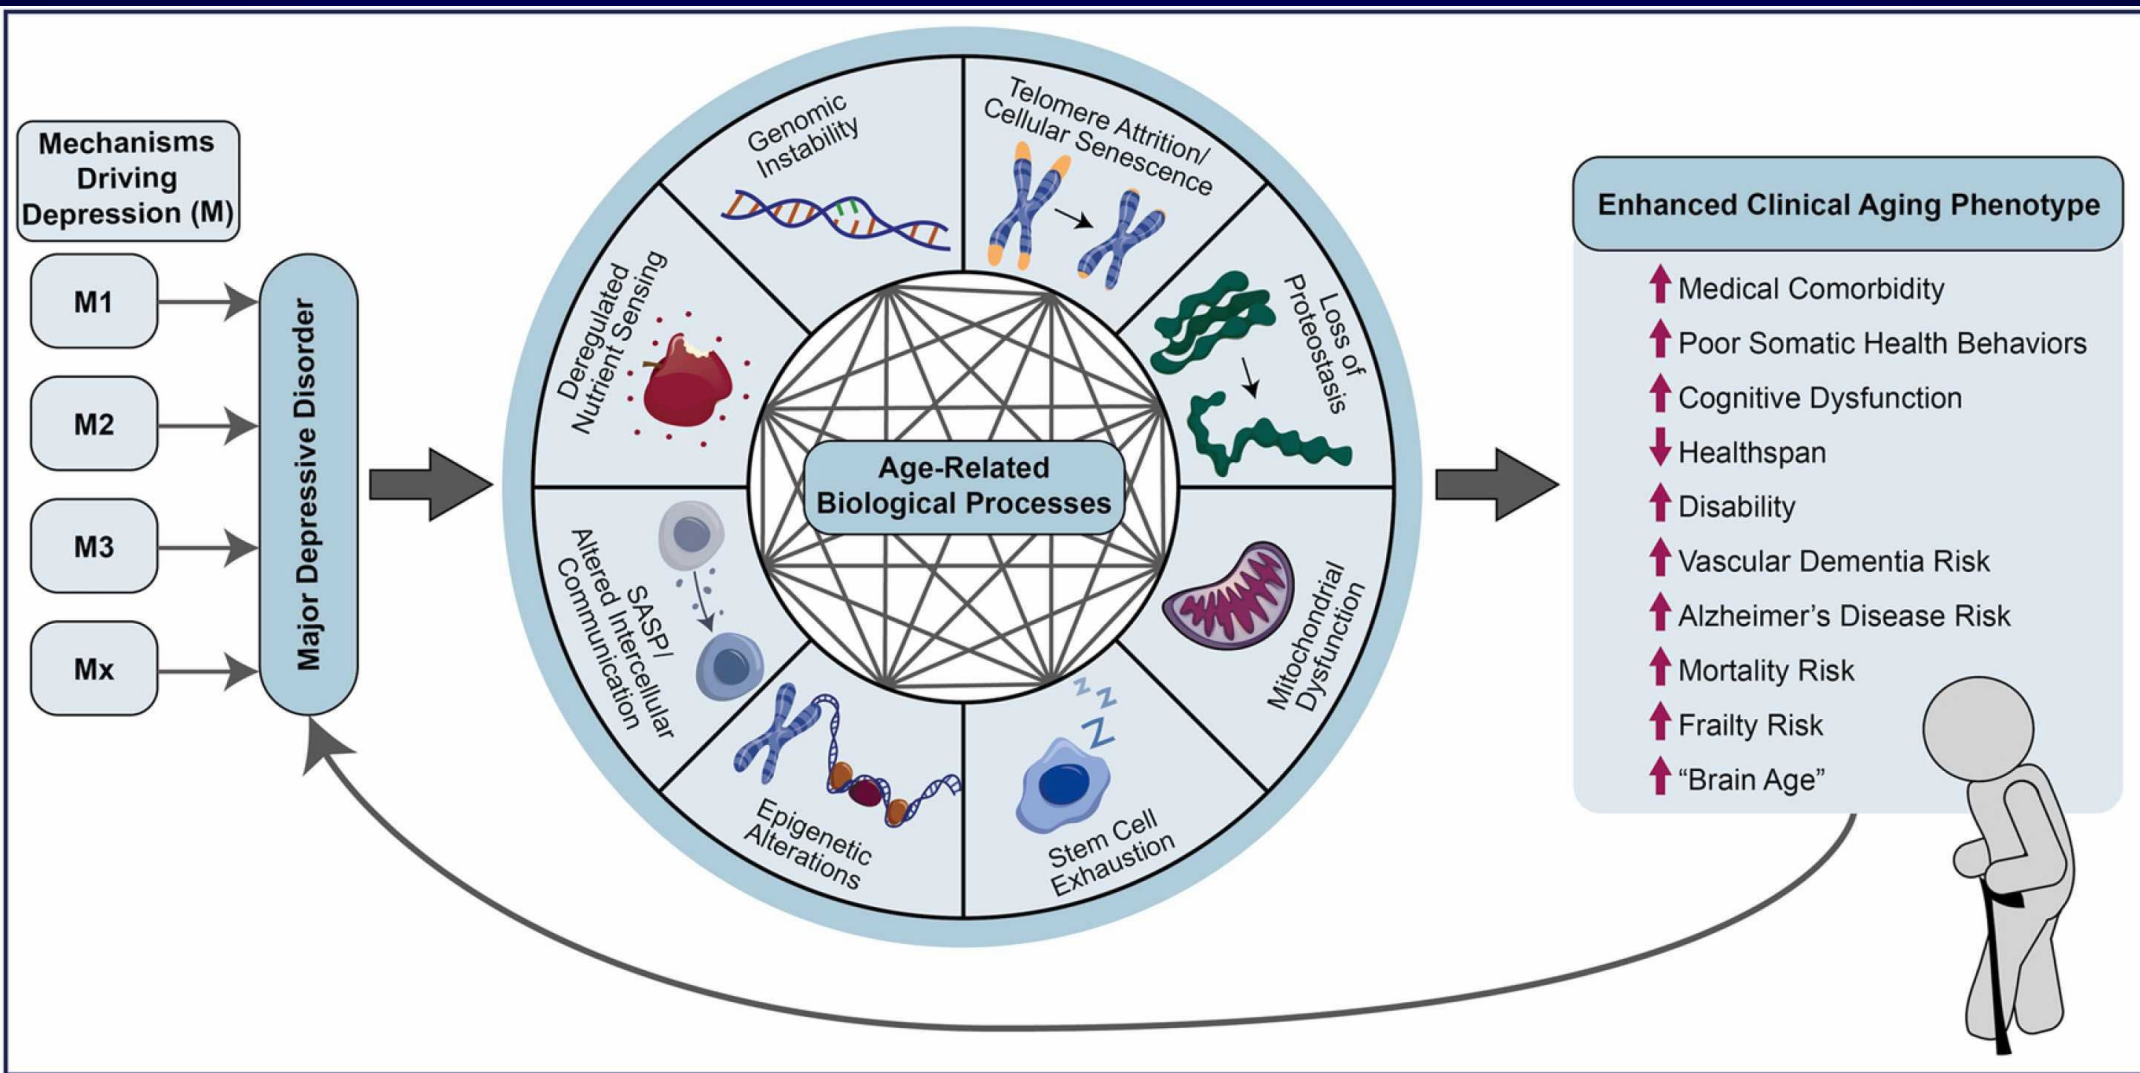 Mechanisms
Driving
Depression (M)
M1
M2
M3
Mx
Major Depressive Disorder
Genomic
Instability
Telomere Attrition/
Cellular Senescence
Loss of
Proteostasis
Mitochondrial
Dysfunction
Stem Cell
Exhaustion
z
z
Z
Epigenetic
Alterations
SASP/
Altered Intercellular
Communication
Deregulated
Nutrient Sensing
Age-Related
Biological Processes
Enhanced Clinical Aging Phenotype
Medical Comorbidity
Poor Somatic Health Behaviors
Cognitive Dysfunction
Healthspan
Disability
Vascular Dementia Risk
Alzheimer’s Disease Risk
Mortality Risk
Frailty Risk
“Brain Age”